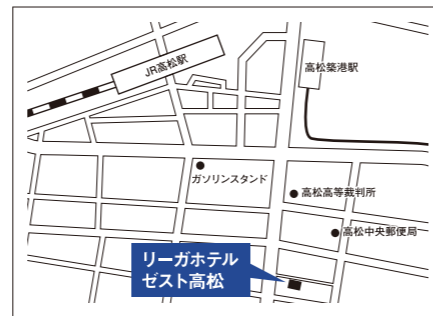 JR高松駅
高松築港駅
ガソリンスタンド
高松高等裁判所
高松中央郵便局
リーガホテル
ゼスト高松